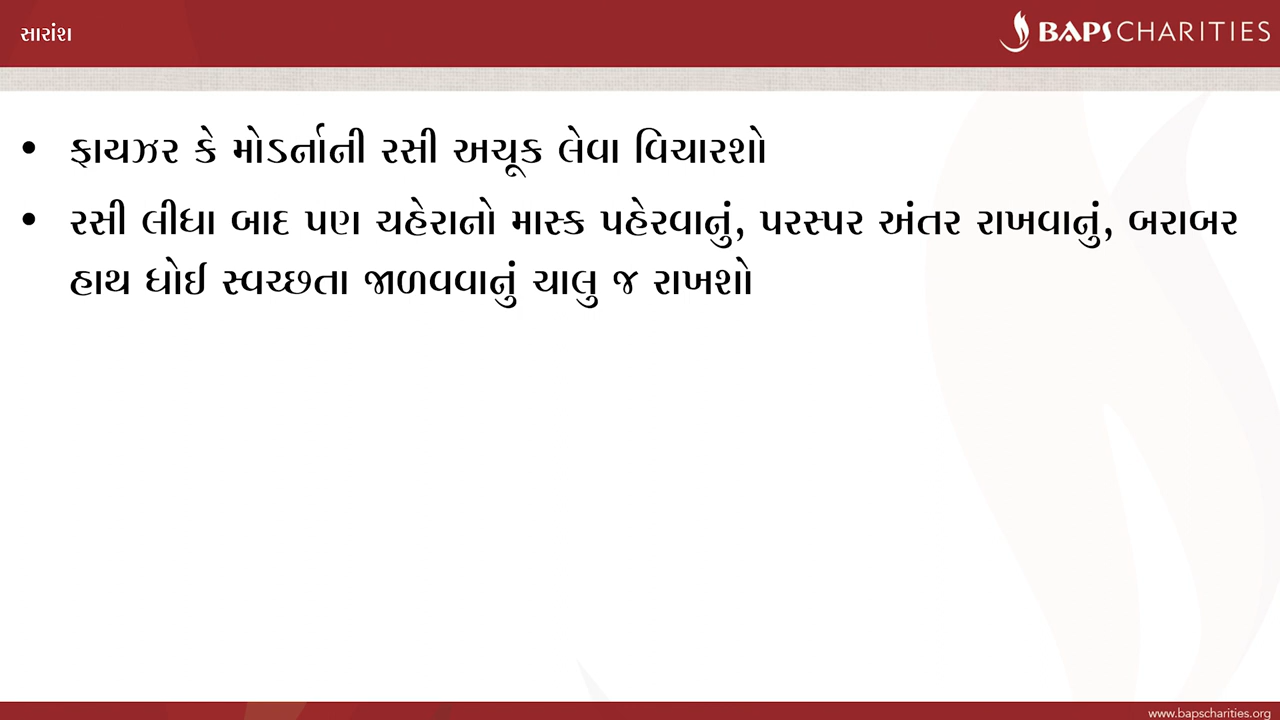 સારાંશ
BAPS CHARITIES
• ફાયઝર કે મોડર્નાની રસી અચૂક લેવા વિચારશો
• રસી લીધા બાદ પણ ચહેરાનો માસ્ક પહેરવાનું, પરસ્પર અંતર રાખવાનું, બરાબર
હાથ ધોઈ સ્વચ્છતા જાળવવાનું ચાલુ જ રાખશો
www.bapscharities.org